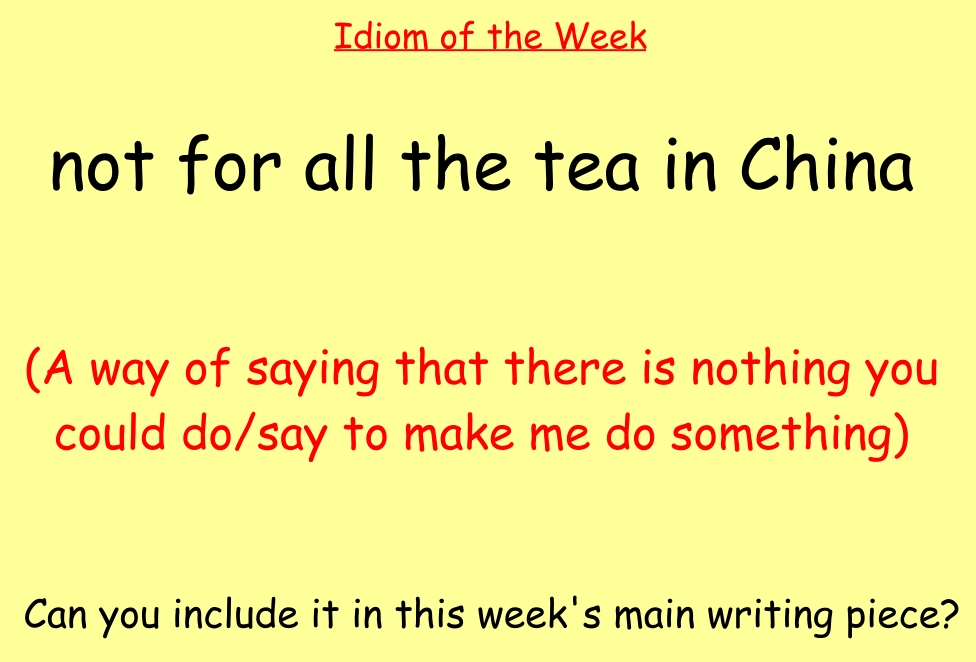 Idiom of the Week
not for all the tea in China
(A way of saying that there is nothing you
could do/say to make me do something)
Can you include it in this week's main writing piece?